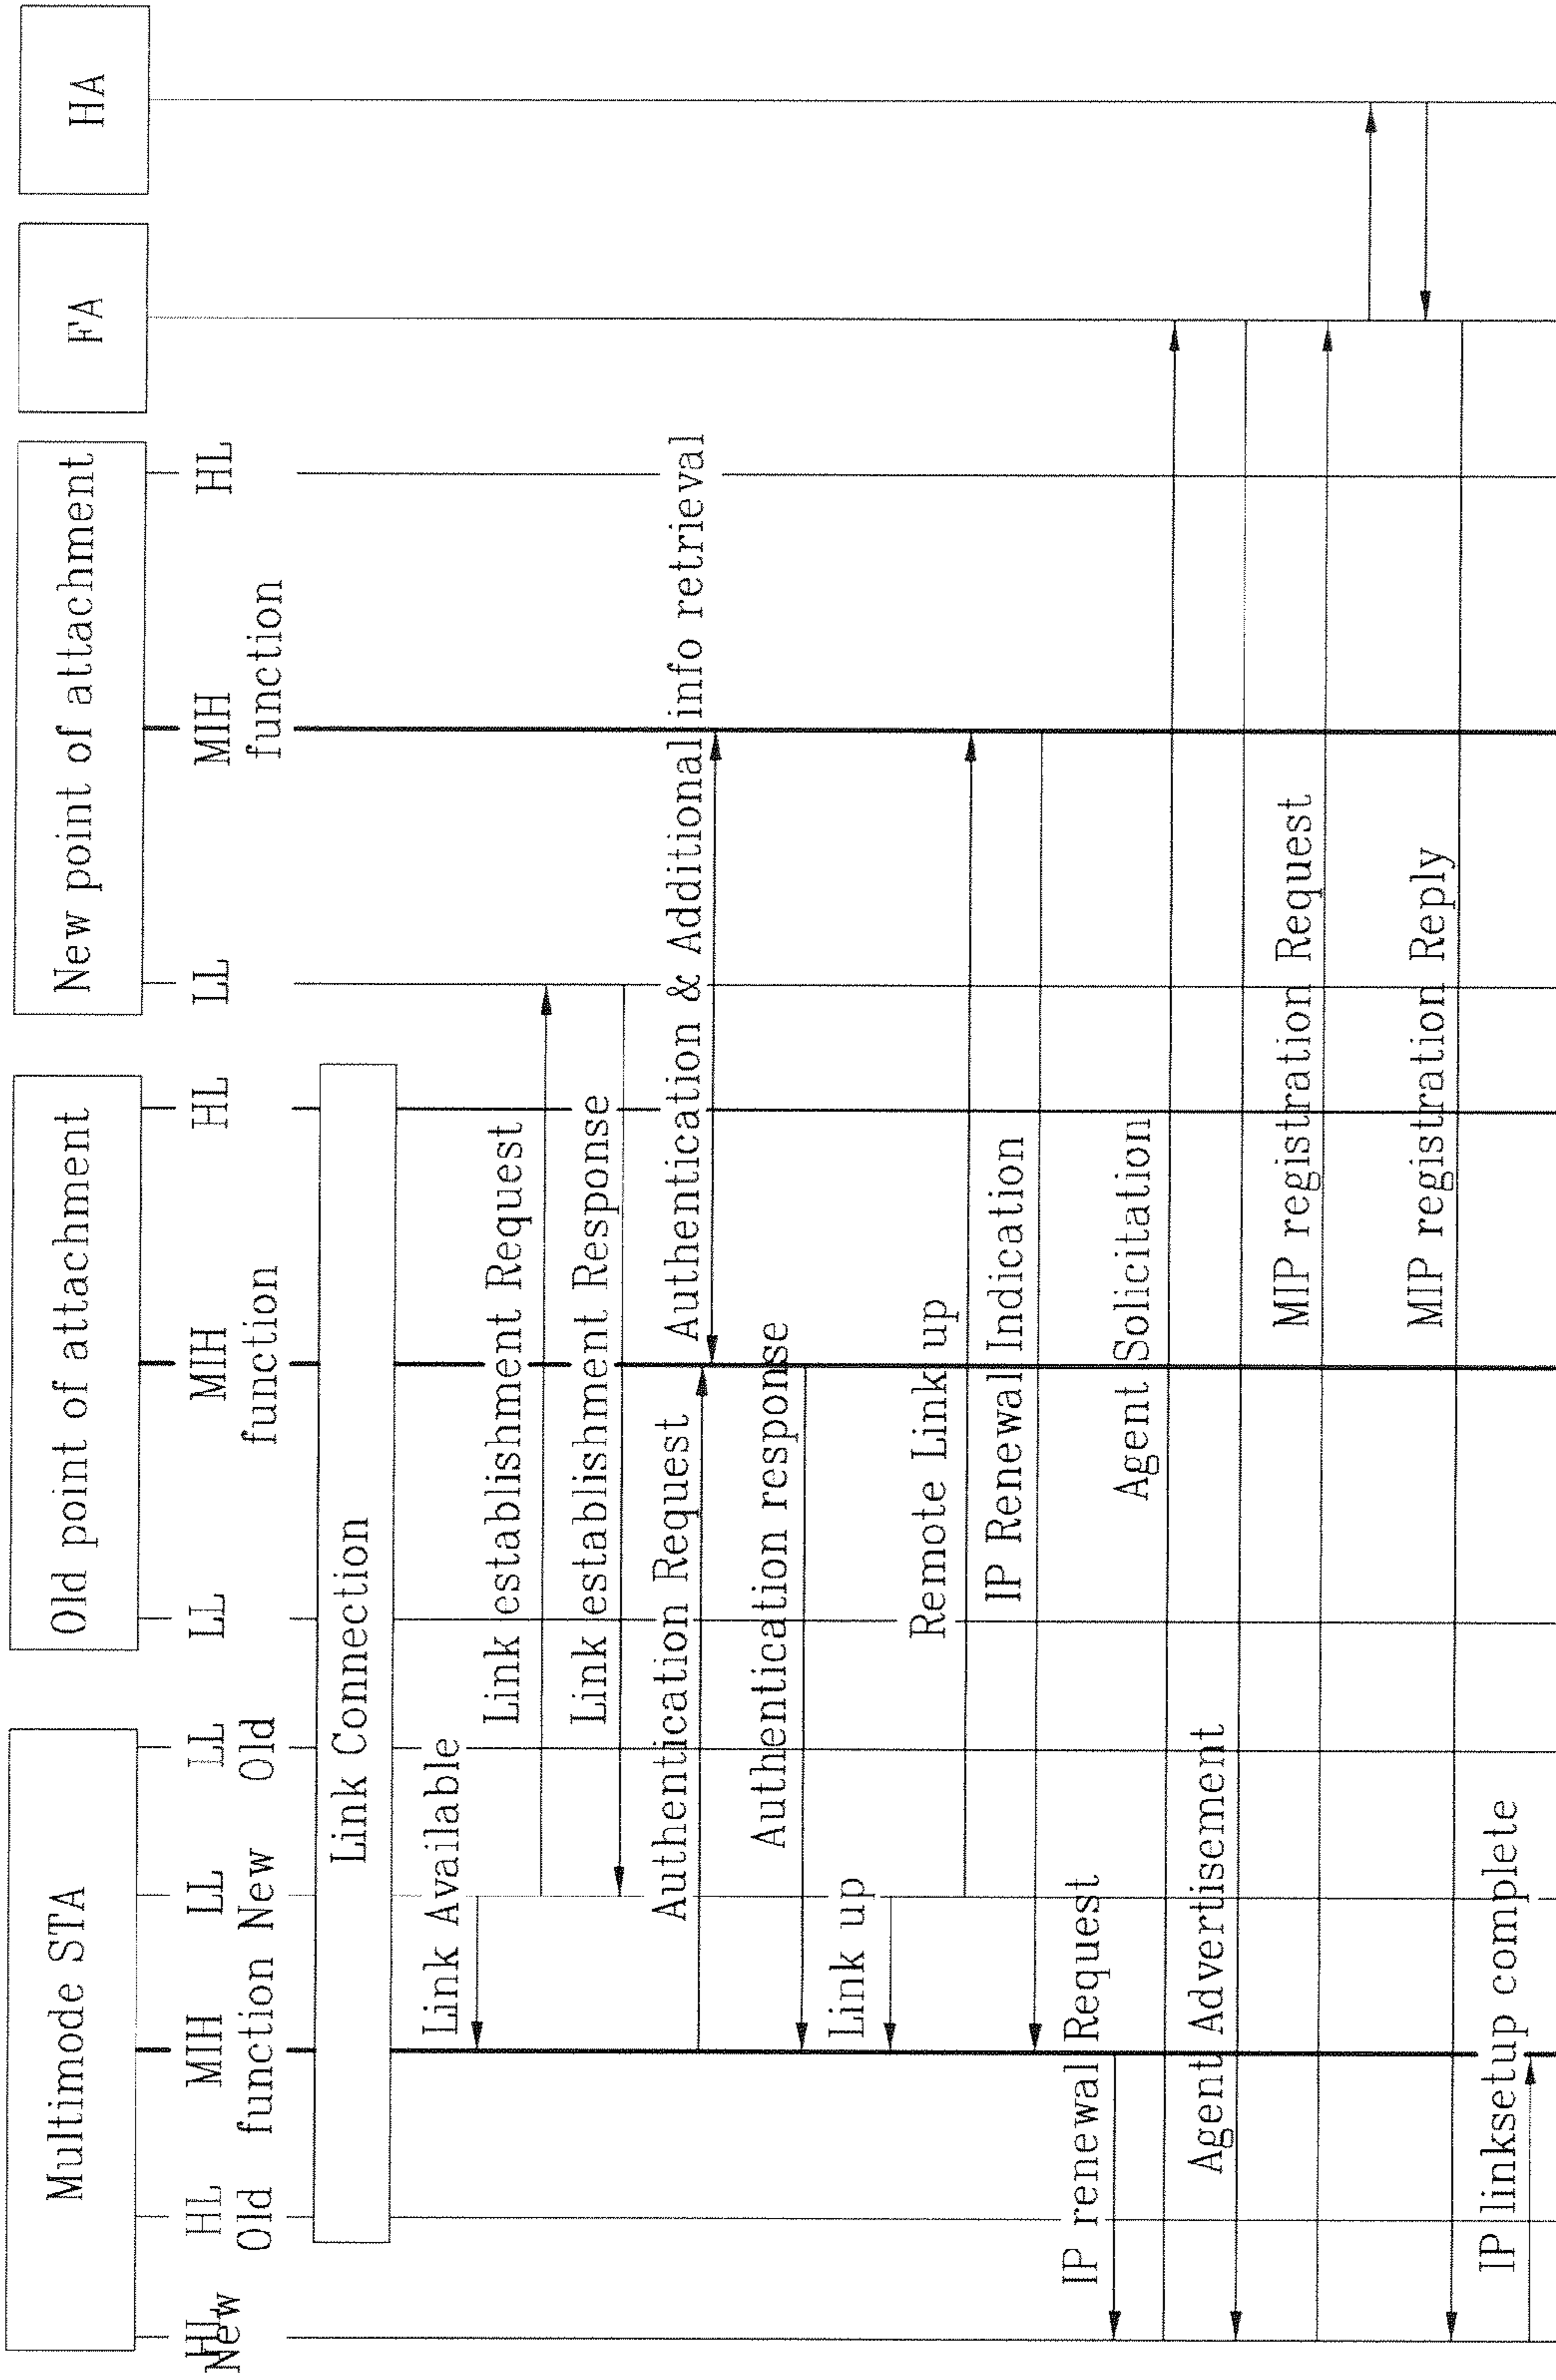 Multimode STA
Old point of attachment
New point of attachment
FA
HA
HL
New
HL
Old
MIH
function
LL
New
LL
Old
LL
MIH
function
HL
LL
MIH
function
HL
Link Connection
Link Available
Link establishment Request
Link establishment Response
Authentication Request
Authentication & Additional info retrieval
Authentication response
Link up
Remote Link up
IP Renewal Indication
IP renewal Request
Agent Solicitation
Agent Advertisement
MIP registration Request
MIP registration Reply
IP linksetup complete